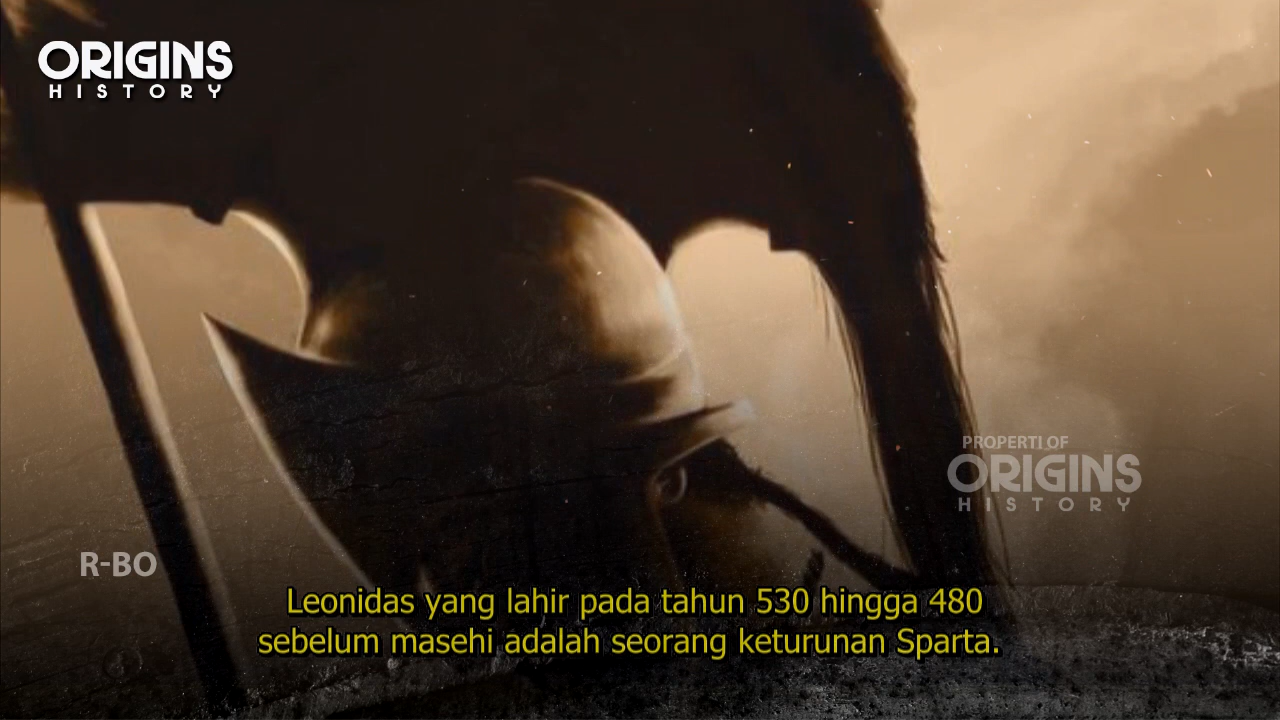 ORIGINS
HISTORY
PROPERTI OF
ORIGINS
HISTORY
R-BO
Leonidas yang lahir pada tahun 530 hingga 480
sebelum masehi adalah seorang keturunan Sparta.